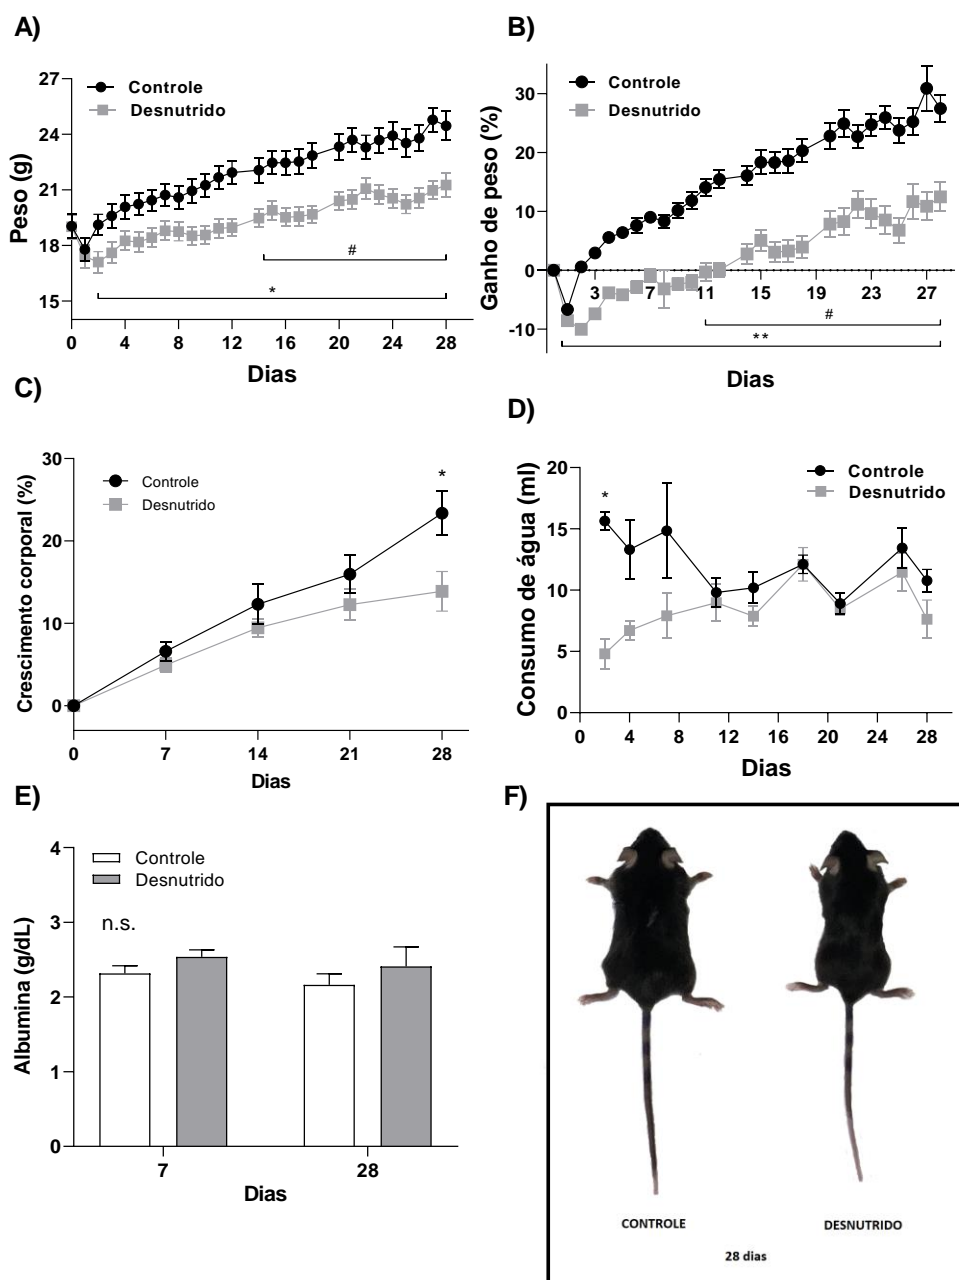 A)
Peso (g)
27
24
21
18
15
Controle
Desnutrido
#
*
0 4 8 12 16 20 24 28
Dias
B)
Ganho de peso (%)
30
20
10
0
-10
Controle
Desnutrido
3 7 11 15 19 23 27
#
**
Dias
C)
Crescimento corporal (%)
30
20
10
0
Controle
Desnutrido
*
0 7 14 21 28
Dias
D)
Consumo de água (ml)
20
15
10
5
0
Controle
Desnutrido
*
0 4 8 12 16 20 24 28
Dias
E)
Albumina (g/dL)
4
3
2
1
0
Controle
Desnutrido
n.s.
7 28
Dias
F)
CONTROLE DESNUTRIDO
28 dias